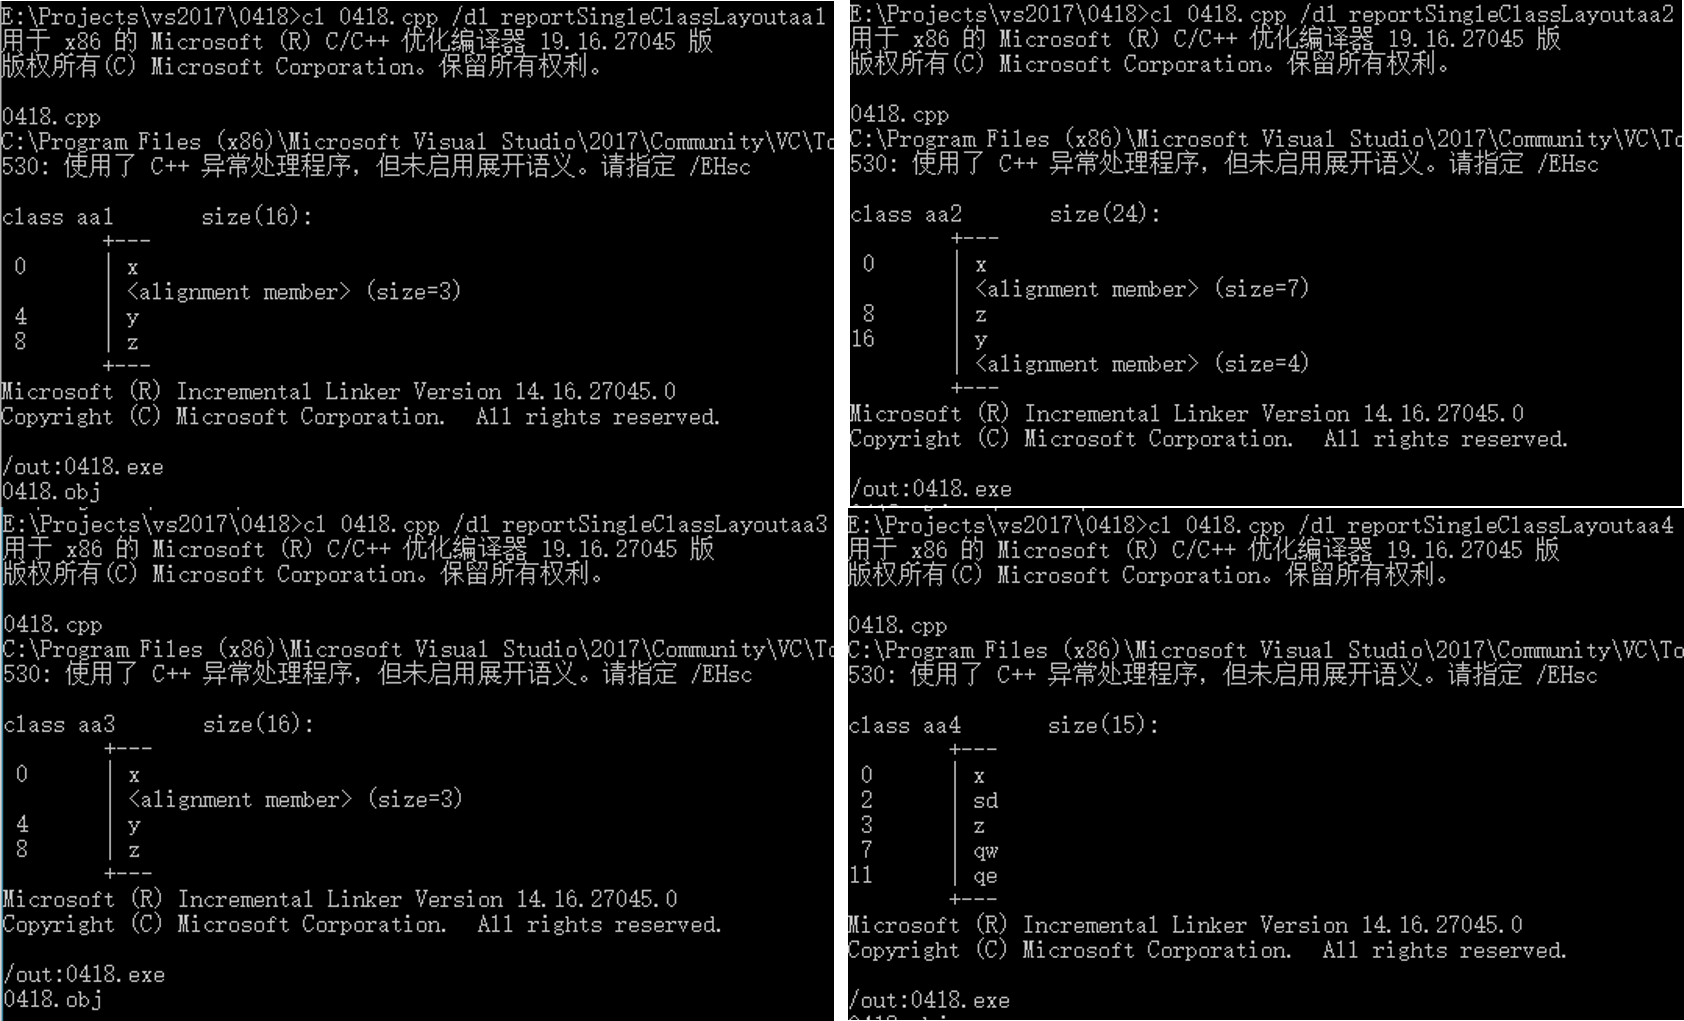 E:\Projects\vs2017\0418>cl 0418.cpp /d1 reportSingleClassLayoutaa1
用于 x86 的 Microsoft (R) C/C++ 优化编译器 19.16.27045 版
版权所有(C) Microsoft Corporation。保留所有权利。
0418.cpp
C:\Program Files (x86)\Microsoft Visual Studio\2017\Community\VC\To
530: 使用了 C++ 异常处理程序，但未启用展开语义。请指定 /EHsc
class aa1 size(16):
+---
0 | x
| <alignment member> (size=3)
4 | y
8 | z
+---
Microsoft (R) Incremental Linker Version 14.16.27045.0
Copyright (C) Microsoft Corporation.  All rights reserved.
/out:0418.exe
0418.obj
E:\Projects\vs2017\0418>cl 0418.cpp /d1 reportSingleClassLayoutaa2
用于 x86 的 Microsoft (R) C/C++ 优化编译器 19.16.27045 版
版权所有(C) Microsoft Corporation。保留所有权利。
0418.cpp
C:\Program Files (x86)\Microsoft Visual Studio\2017\Community\VC\To
530: 使用了 C++ 异常处理程序，但未启用展开语义。请指定 /EHsc
class aa2 size(24):
+---
0 | x
| <alignment member> (size=7)
8 | z
16 | y
| <alignment member> (size=4)
+---
Microsoft (R) Incremental Linker Version 14.16.27045.0
Copyright (C) Microsoft Corporation.  All rights reserved.
/out:0418.exe
E:\Projects\vs2017\0418>cl 0418.cpp /d1 reportSingleClassLayoutaa3
用于 x86 的 Microsoft (R) C/C++ 优化编译器 19.16.27045 版
版权所有(C) Microsoft Corporation。保留所有权利。
0418.cpp
C:\Program Files (x86)\Microsoft Visual Studio\2017\Community\VC\To
530: 使用了 C++ 异常处理程序，但未启用展开语义。请指定 /EHsc
class aa3 size(16):
+---
0 | x
| <alignment member> (size=3)
4 | y
8 | z
+---
Microsoft (R) Incremental Linker Version 14.16.27045.0
Copyright (C) Microsoft Corporation.  All rights reserved.
/out:0418.exe
0418.obj
E:\Projects\vs2017\0418>cl 0418.cpp /d1 reportSingleClassLayoutaa4
用于 x86 的 Microsoft (R) C/C++ 优化编译器 19.16.27045 版
版权所有(C) Microsoft Corporation。保留所有权利。
0418.cpp
C:\Program Files (x86)\Microsoft Visual Studio\2017\Community\VC\To
530: 使用了 C++ 异常处理程序，但未启用展开语义。请指定 /EHsc
class aa4 size(15):
+---
0 | x
2 | sd
3 | z
7 | qw
11 | qe
+---
Microsoft (R) Incremental Linker Version 14.16.27045.0
Copyright (C) Microsoft Corporation.  All rights reserved.
/out:0418.exe